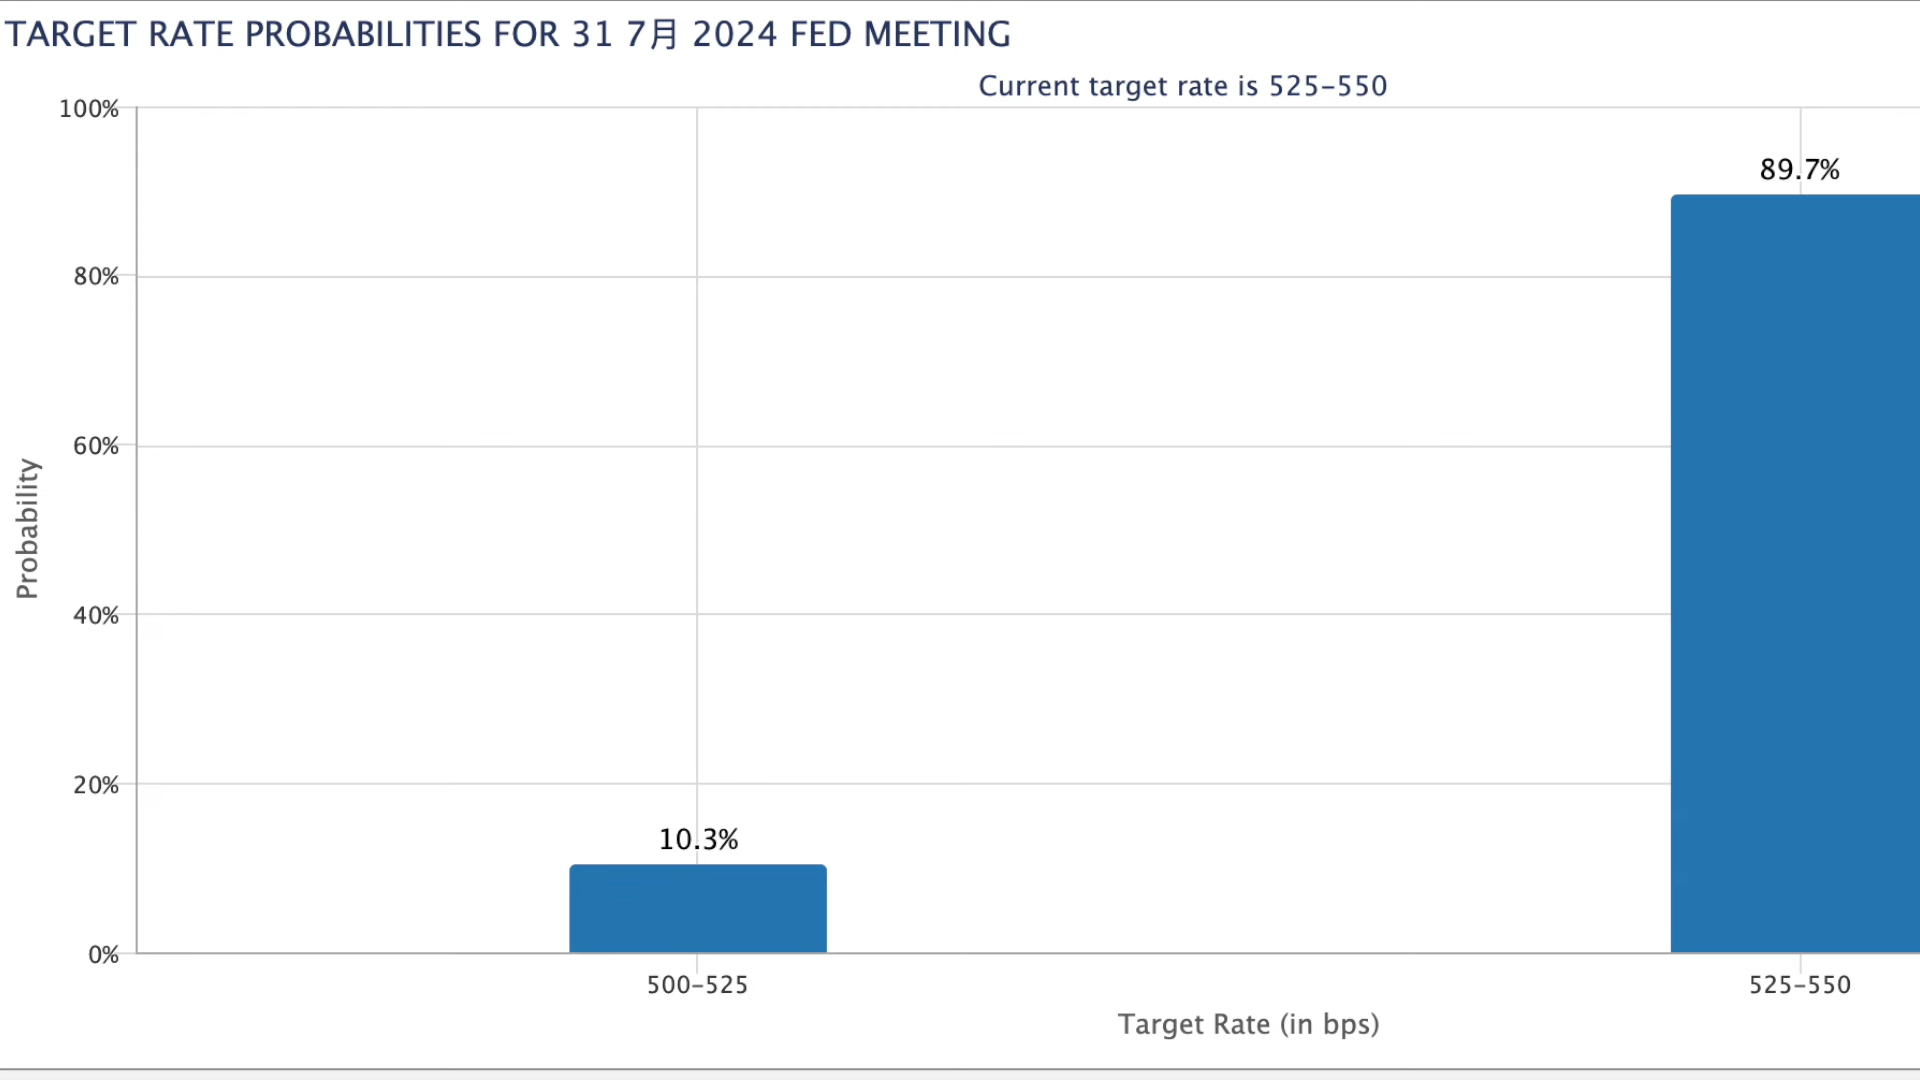 TARGET RATE PROBABILITIES FOR 31 7月 2024 FED MEETING
Current target rate is 525–550
100%
80%
60%
40%
20%
0%
Probability
89.7%
10.3%
500–525
525–550
Target Rate (in bps)